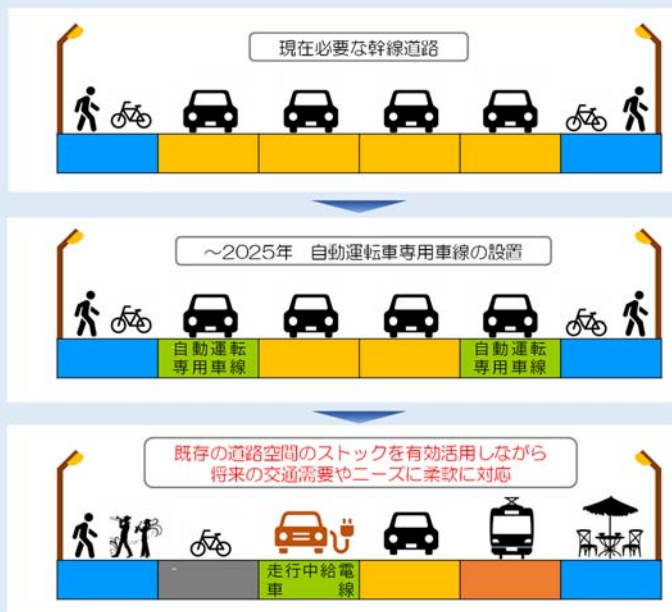 現在必要な幹線道路
～2025年　自動運転車専用車線の設置
自動運転
専用車線
自動運転
専用車線
既存の道路空間のストックを有効活用しながら
将来の交通需要やニーズに柔軟に対応
走行中給電
車　　　線